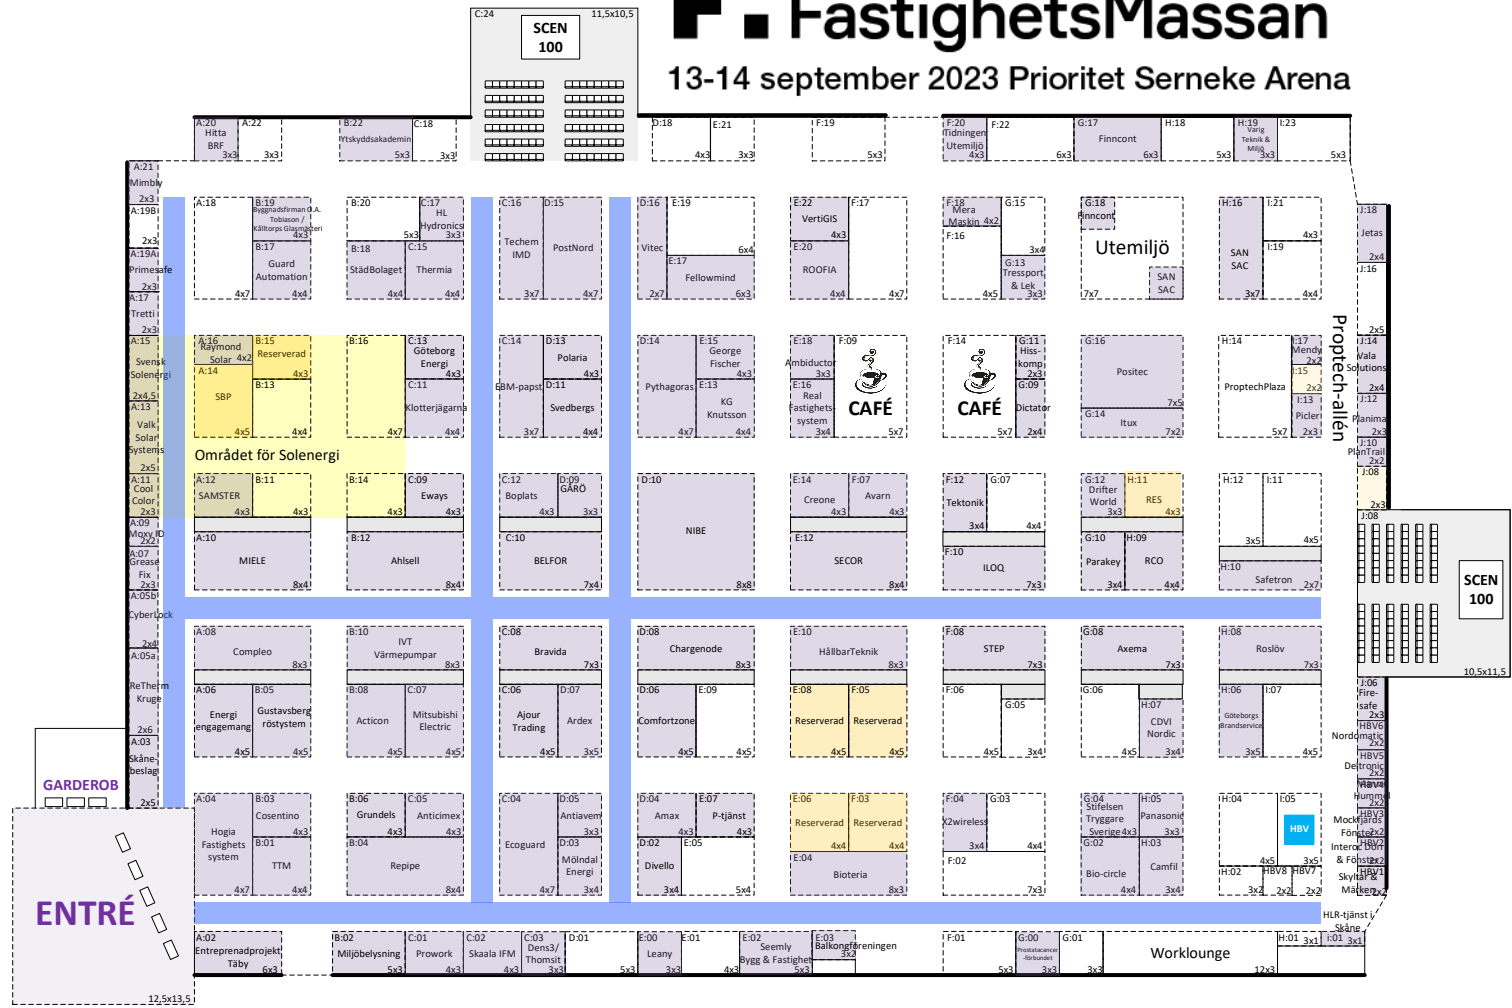 FastighetsMässan
13-14 september 2023 Prioritet Serneke Arena
C:24
11,5x10,5
SCEN
100
A:20
Hitta
BRF
3x3
A:22
3x3
B:22
Ytskyddsakademin
5x3
C:18
3x3
D:18
4x3
E:21
3x3
F:19
5x3
F:20
Tidningen
Utemiljö
4x3
F:22
6x3
G:17
Finncont
6x3
H:18
5x3
H:19
Varig
Teknik &
Miljö
3x3
I:23
5x3
A:21
Mimbly
2x3
A:19B
2x3
A:19A
Primesafe
2x3
A:17
Tretti
2x3
A:15
Svensk
Solenergi
2x4,5
A:13
Valk
Solar
Systems
2x5
A:11
Cool
Color
2x3
A:09
Moxy ID
2x2
A:07
Grease
Fix
2x3
A:05b
CyberLock
2x4
A:05a
ReTherm
Kruge
2x6
A:03
Skåne-
beslag
2x5
A:18
4x7
B:19
Byggnadsfirman O.A.
Tobiason /
Kålltorps Glasmästeri
4x3
B:17
Guard
Automation
4x4
B:20
5x3
C:17
HL
Hydronics
3x3
B:18
StädBolaget
4x4
C:15
Thermia
4x4
C:16
Techem
IMD
3x7
D:15
PostNord
4x7
D:16
Vitec
2x7
E:19
6x4
E:17
Fellowmind
6x3
E:22
VertiGIS
4x3
E:20
ROOFIA
4x4
F:17
4x7
F:18
Mera
Maskin
4x2
F:16
4x5
G:15
3x4
G:13
Tressport
& Lek
3x3
G:18
Finncont
Utemiljö
SAN
SAC
7x7
H:16
SAN
SAC
3x7
I:21
4x3
I:19
4x4
J:18
Jetas
2x4
J:16
2x5
A:16
Raymond
Solar
4x2
A:14
SBP
4x5
B:15
Reserverad
4x3
B:13
4x4
B:16
4x7
C:13
Göteborg
Energi
4x3
C:11
Klotterjägarna
4x4
C:14
EBM-papst
3x7
D:13
Polaria
4x3
D:11
Svedbergs
4x4
D:14
Pythagoras
4x7
E:15
George
Fischer
4x3
E:13
KG
Knutsson
4x4
E:18
Ambiductor
3x3
E:16
Real
Fastighets-
system
3x4
F:09
CAFÉ
5x7
F:14
CAFÉ
5x7
G:11
Hiss-
komp
2x3
G:09
Dictator
2x4
G:16
Positec
7x5
G:14
Itux
7x2
H:14
ProptechPlaza
5x7
I:17
Mendy
2x2
I:15
2x2
I:13
Picler
2x3
Proptech-allén
J:14
Vala
Solutions
2x4
J:12
Planima
2x3
J:10
PlanTrail
2x2
J:08
2x3
Området för Solenergi
A:12
SAMSTER
4x3
B:11
4x3
B:14
4x3
C:09
Eways
4x3
C:12
Boplats
4x3
D:09
GARO
3x3
D:10
NIBE
8x8
E:14
Creone
4x3
F:07
Avarn
4x3
F:12
Tektonik
3x4
G:07
4x4
G:12
Drifter
World
3x3
H:11
RES
4x3
H:12
3x5
I:11
4x5
A:10
MIELE
8x4
B:12
Ahlsell
8x4
C:10
BELFOR
7x4
E:12
SECOR
8x4
F:10
ILOQ
7x3
G:10
Parakey
3x4
H:09
RCO
4x4
H:10
Safetron
2x7
J:08
SCEN
100
10,5x11,5
A:08
Compleo
8x3
B:10
IVT
Värmepumpar
8x3
C:08
Bravida
7x3
D:08
Chargenode
8x3
E:10
HållbarTeknik
8x3
F:08
STEP
7x3
G:08
Axema
7x3
H:08
Roslöv
7x3
A:06
Energi
engagemang
4x5
B:05
Gustavsberg
röstystem
4x5
B:08
Acticon
4x5
C:07
Mitsubishi
Electric
4x5
C:06
Ajour
Trading
4x5
D:07
Ardex
3x5
D:06
Comfortzone
4x5
E:09
4x5
E:08
Reserverad
4x5
F:05
Reserverad
4x5
F:06
4x5
G:05
3x4
G:06
4x5
H:07
CDVI
Nordic
3x4
H:06
Göteborgs
Brandservice
3x5
I:07
4x5
J:06
Fire-
safe
2x3
HBV6
Nordomatic
2x2
HBV5
Deltronic
2x2
HBV4
Hummel
2x2
HBV3
Mockfjärds
Fönster
2x2
HBV2
Interoc Dörr
& Fönster
2x2
HBV1
Skyltar &
Märken
2x2
GARDEROB
ENTRÉ
12,5x13,5
A:04
Hogia
Fastighets
system
4x7
B:03
Cosentino
4x3
B:01
TTM
4x4
B:06
Grundels
4x3
C:05
Anticimex
4x3
B:04
Repipe
8x4
C:04
Ecoguard
4x7
D:05
Antiavem
3x3
D:03
Mölndal
Energi
3x4
D:04
Amax
4x3
E:07
P-tjänst
4x3
D:02
Divello
3x4
E:05
5x4
E:06
Reserverad
4x4
F:03
Reserverad
4x4
E:04
Bioteria
8x3
F:04
X2wireless
3x4
G:03
4x4
F:02
7x3
G:04
Stifelsen
Tryggare
Sverige
4x3
H:05
Panasonic
3x3
G:02
Bio-circle
4x4
H:03
Camfil
3x4
H:04
4x5
I:05
HBV
3x5
H:02
3x2
HBV8
2x2
HBV7
2x2
HLR-tjänst i
Skåne
A:02
Entreprenadprojekt
Täby
6x3
B:02
Miljöbelysning
5x3
C:01
Prowork
4x3
C:02
Skaala IFM
4x3
C:03
Dens3/
Thomsit
3x3
D:01
5x3
E:00
Leany
3x3
E:01
4x3
E:02
Seemly
Bygg & Fastighet
5x3
E:03
Balkongföreningen
3x2
F:01
5x3
G:00
Prostatacancer
-förbundet
3x3
G:01
3x3
Worklounge
12x3
H:01
3x1
i:01
3x1